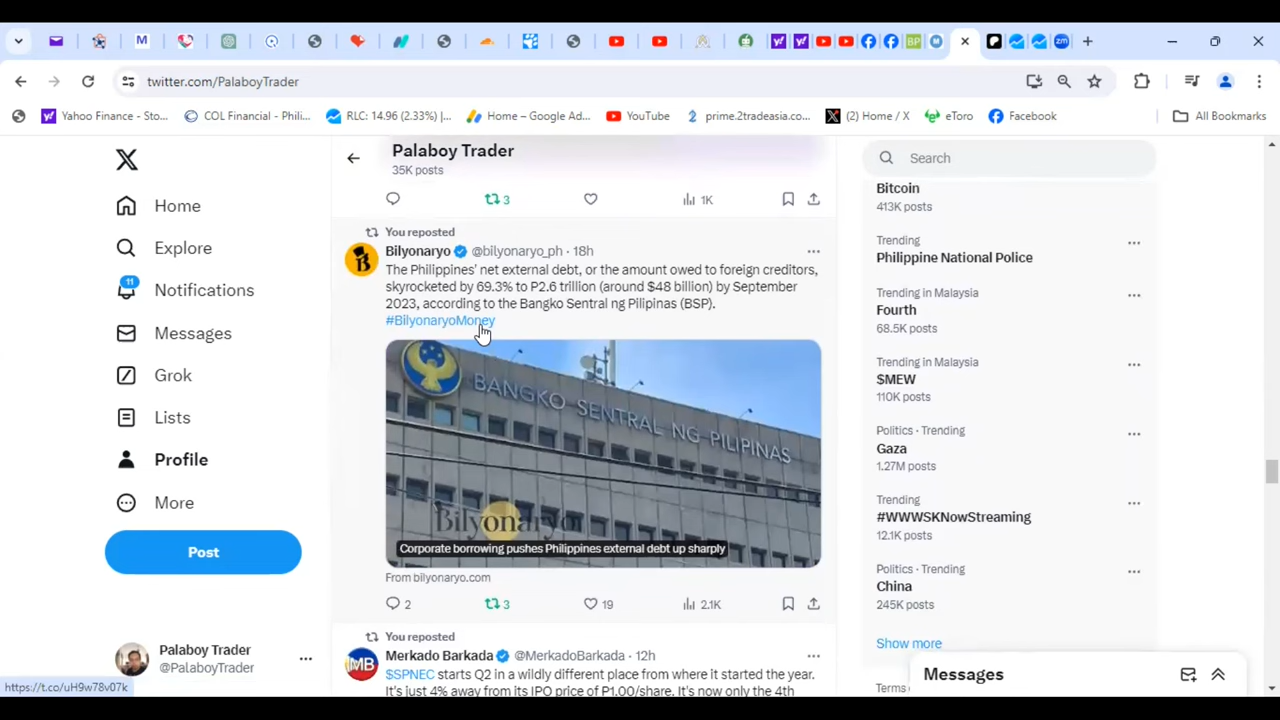 twitter.com/PalaboyTrader
Yahoo Finance - Sto...
COL Financial - Phili...
RLC: 14.96 (2.33%) |...
Home – Google Ad...
YouTube
prime.2tradeasia.co...
(2) Home / X
eToro
Facebook
All Bookmarks
Home
Explore
11
Notifications
Messages
Grok
Lists
Profile
More
Post
Palaboy Trader
@PalaboyTrader
https://t.co/uH9w78v07k
Palaboy Trader
35K posts
3
1K
You reposted
Bilyonaryo @bilyonaryo_ph · 18h
The Philippines' net external debt, or the amount owed to foreign creditors,
skyrocketed by 69.3% to P2.6 trillion (around $48 billion) by September
2023, according to the Bangko Sentral ng Pilipinas (BSP).
#BilyonaryoMoney
BANGKO SENTRAL NG PILIPINAS
Bilyonaryo
Corporate borrowing pushes Philippines external debt up sharply
From bilyonaryo.com
2
3
19
2.1K
You reposted
Merkado Barkada @MerkadoBarkada · 12h
$SPNEC starts Q2 in a wildly different place from where it started the year.
It's just 4% away from its IPO price of P1.00/share. It's now only the 4th
Search
Bitcoin
413K posts
Trending
Philippine National Police
Trending in Malaysia
Fourth
68.5K posts
Trending in Malaysia
$MEW
110K posts
Politics · Trending
Gaza
1.27M posts
Trending
#WWWSKNowStreaming
12.1K posts
Politics · Trending
China
245K posts
Show more
Terms
Messages